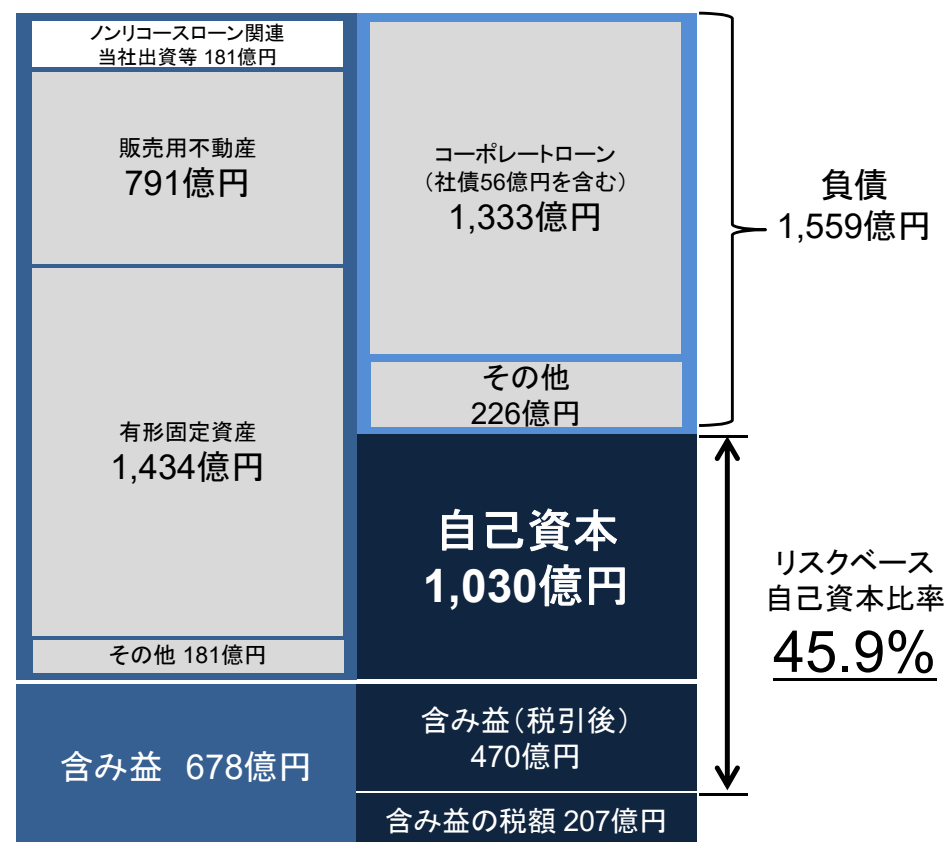 ノンリコースローン関連
当社出資等 181億円
販売用不動産
791億円
有形固定資産
1,434億円
その他 181億円
含み益 678億円
コーポレートローン
（社債56億円を含む）
1,333億円
その他
226億円
自己資本
1,030億円
含み益（税引後）
470億円
含み益の税額 207億円
負債
1,559億円
リスクベース
自己資本比率
45.9%